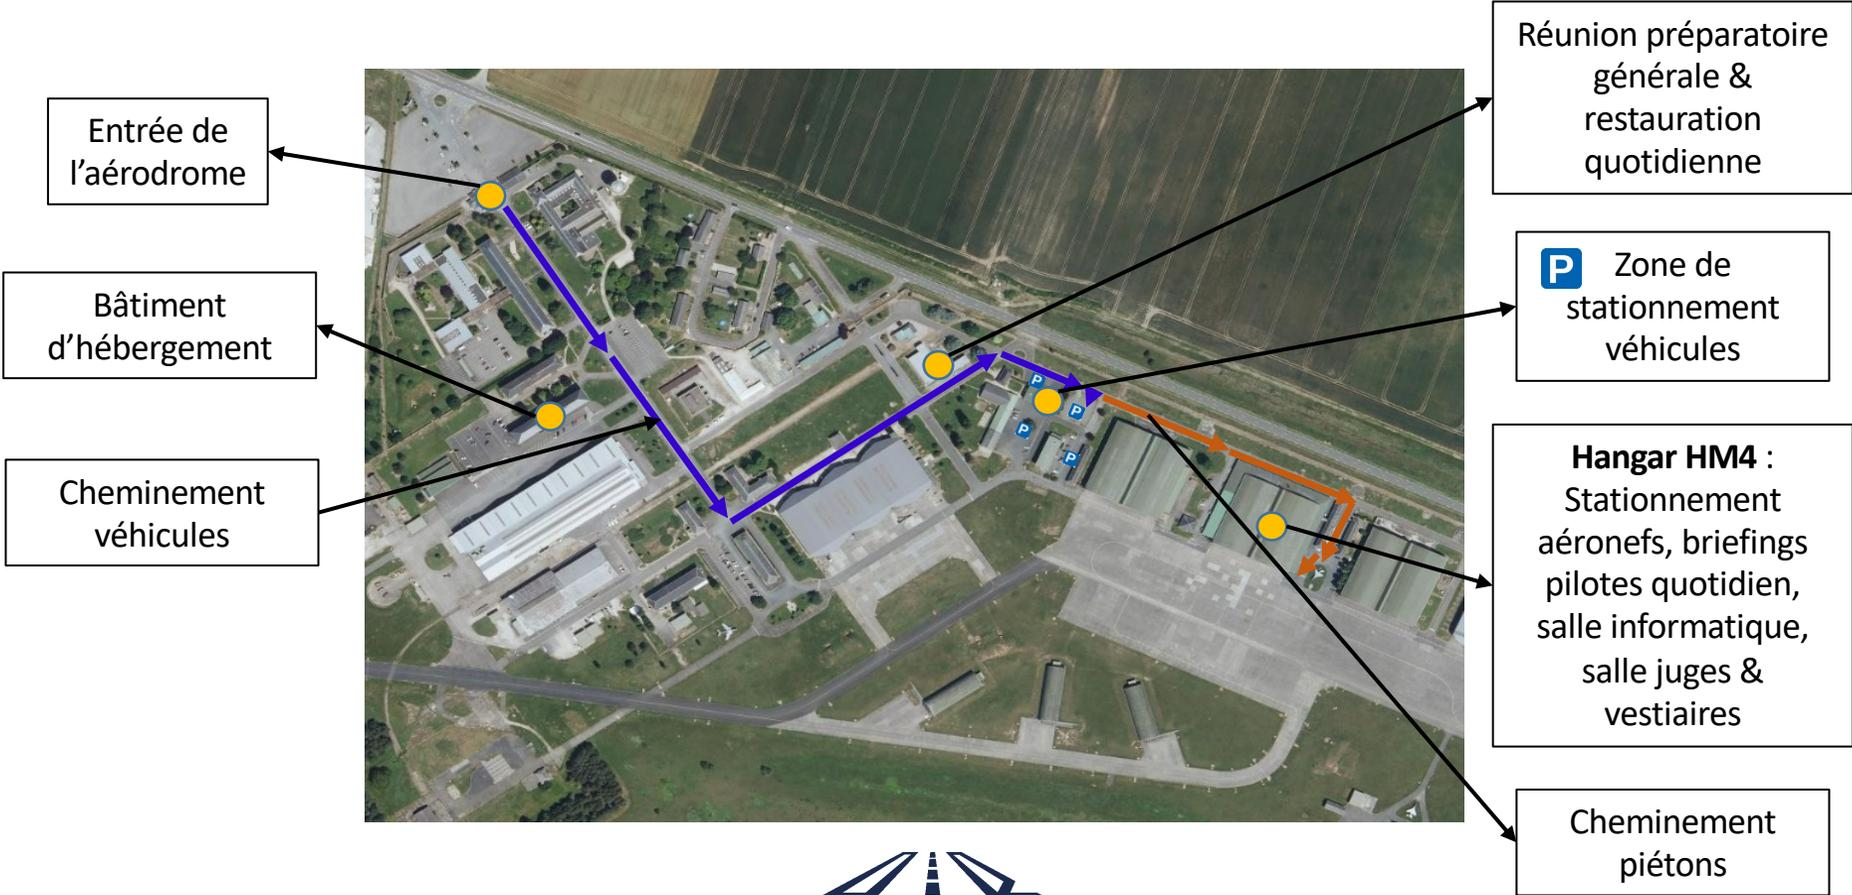 Entrée de
l’aérodrome
Bâtiment
d’hébergement
Cheminement
véhicules
Réunion préparatoire
générale &
restauration
quotidienne
P Zone de
stationnement
véhicules
Hangar HM4 :
Stationnement
aéronefs, briefings
pilotes quotidien,
salle informatique,
salle juges &
vestiaires
Cheminement
piétons
P
P
P
P